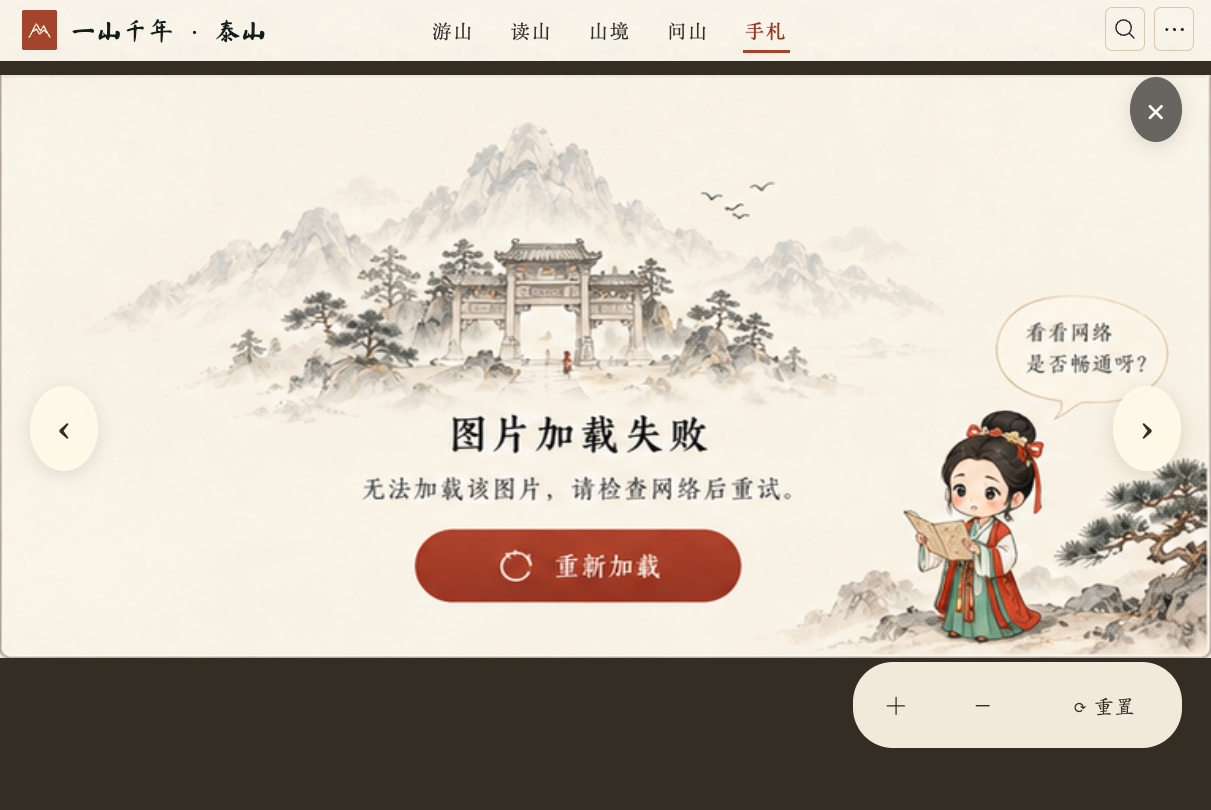 一山千年 · 泰山
游山 读山 山境 问山 手札
看看网络
是否畅通呀?
图片加载失败
无法加载该图片，请检查网络后重试。
重新加载
重置